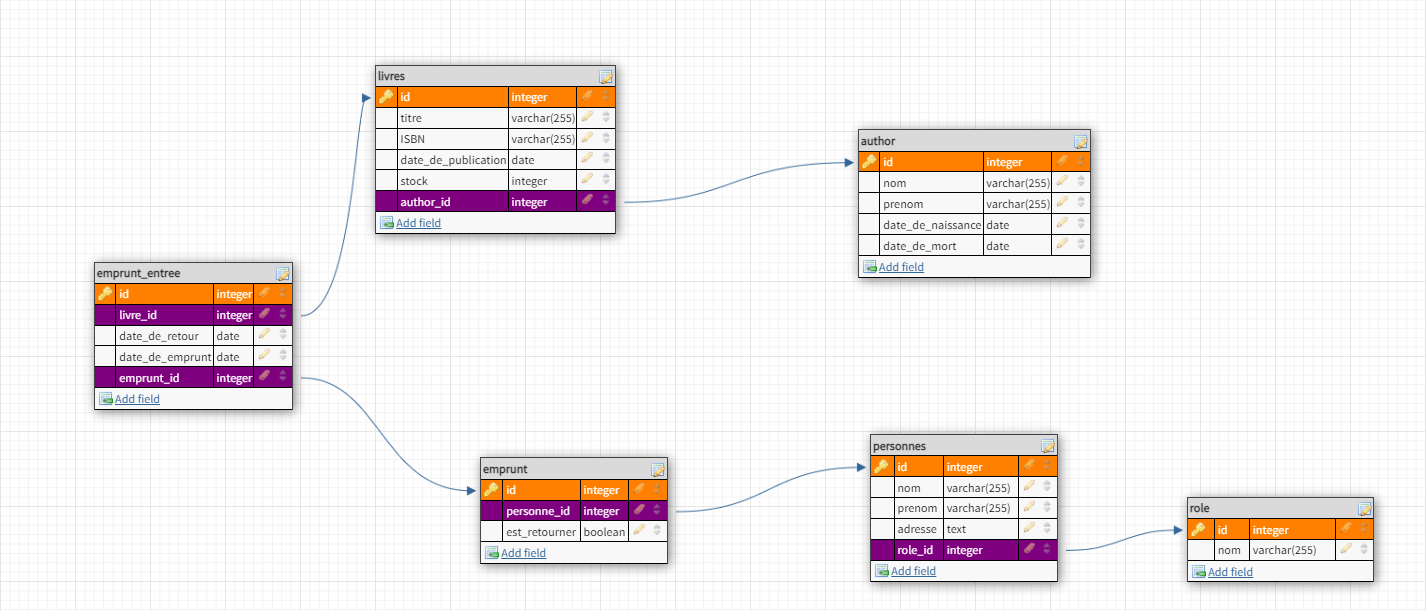 livres
id integer
titre varchar(255)
ISBN varchar(255)
date_de_publication date
stock integer
author_id integer
Add field
author
id integer
nom varchar(255)
prenom varchar(255)
date_de_naissance date
date_de_mort date
Add field
emprunt_entree
id integer
livre_id integer
date_de_retour date
date_de_emprunt date
emprunt_id integer
Add field
emprunt
id integer
personne_id integer
est_retourner boolean
Add field
personnes
id integer
nom varchar(255)
prenom varchar(255)
adresse text
role_id integer
Add field
role
id integer
nom varchar(255)
Add field